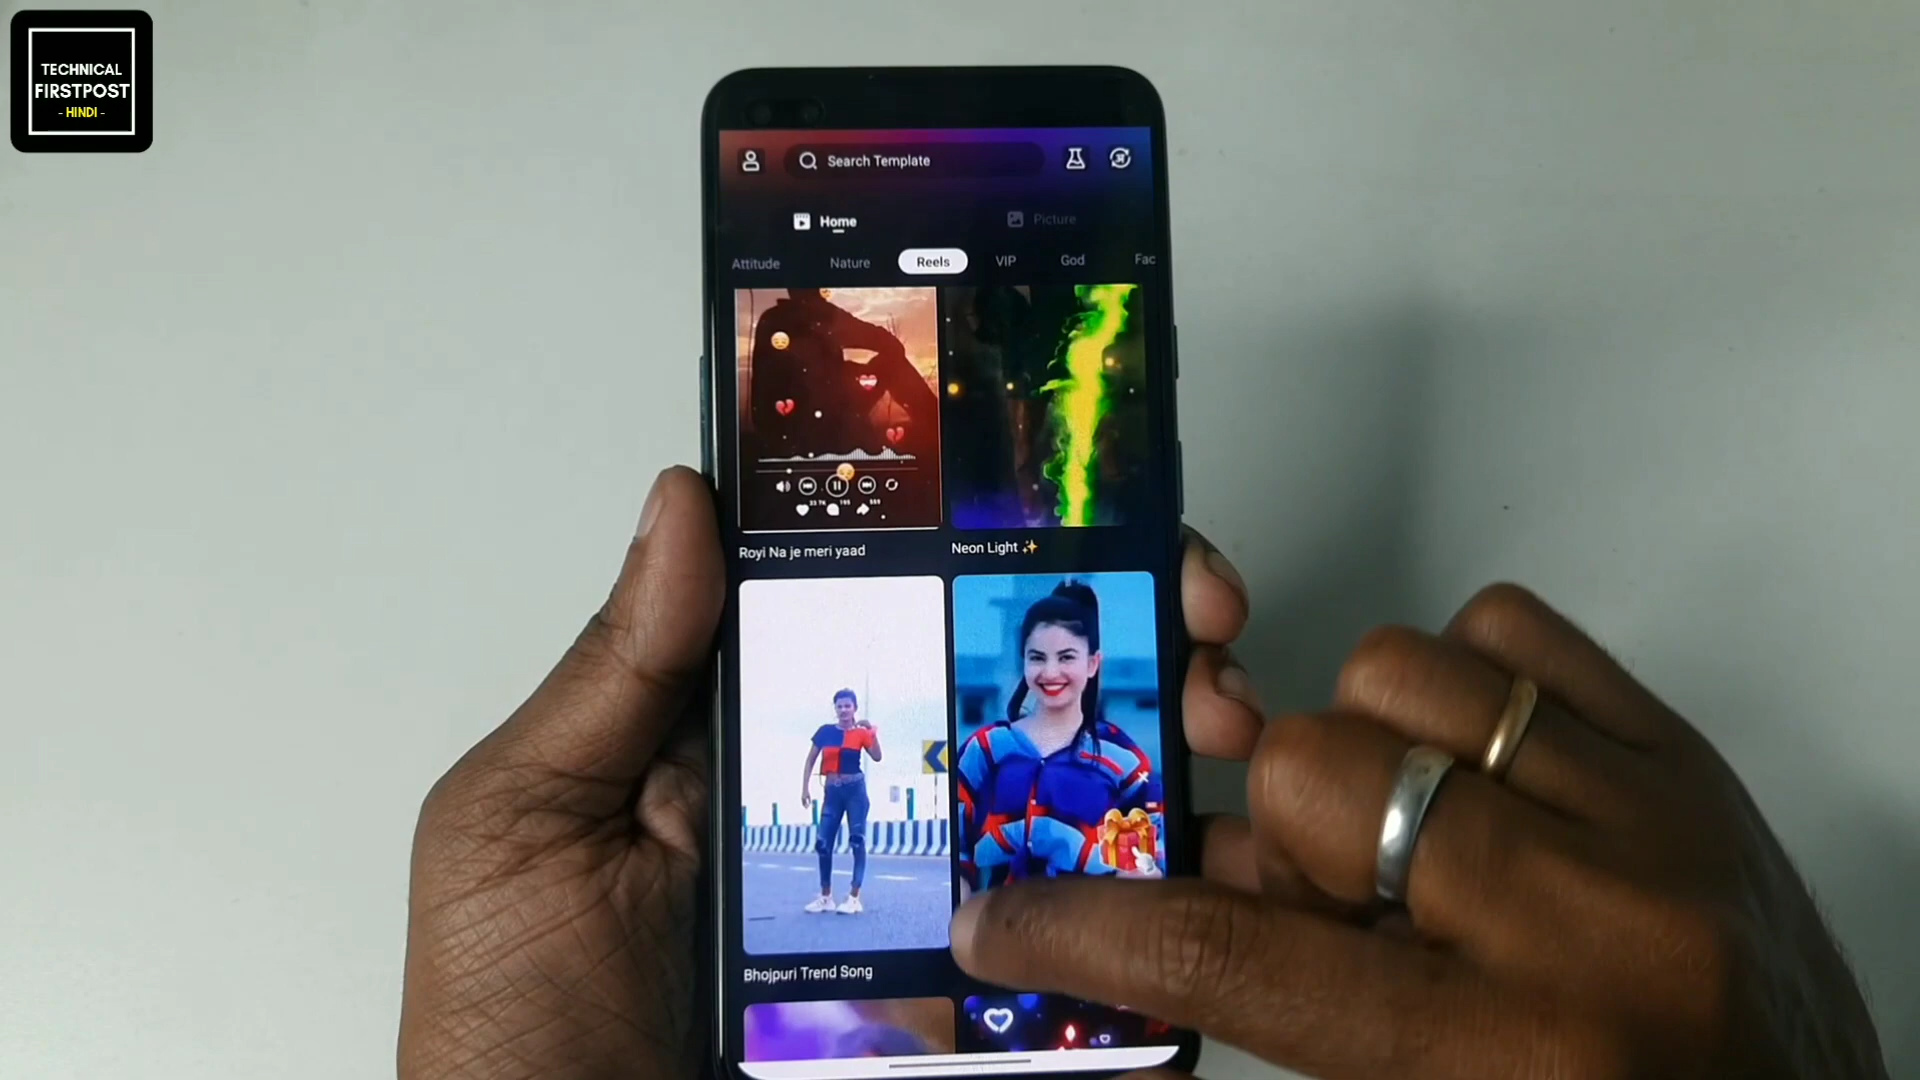 TECHNICAL
FIRSTPOST
- HINDI -
Search Template
Home
Picture
Attitude
Nature
Reels
VIP
God
Fac
Royi Na je meri yaad
Neon Light ✨
Bhojpuri Trend Song